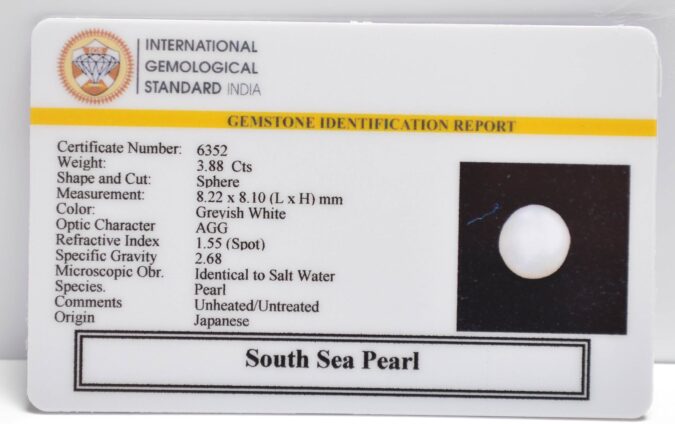 INTERNATIONAL
GEMOLOGICAL
STANDARD INDIA
GEMSTONE IDENTIFICATION REPORT
Certificate Number: 6352
Weight: 3.88 Cts
Shape and Cut: Sphere
Measurement: 8.22 x 8.10 (L x H) mm
Color: Greyish White
Optic Character AGG
Refractive Index 1.55 (Spot)
Specific Gravity 2.68
Microscopic Obr. Identical to Salt Water
Species. Pearl
Comments Unheated/Untreated
Origin Japanese
South Sea Pearl